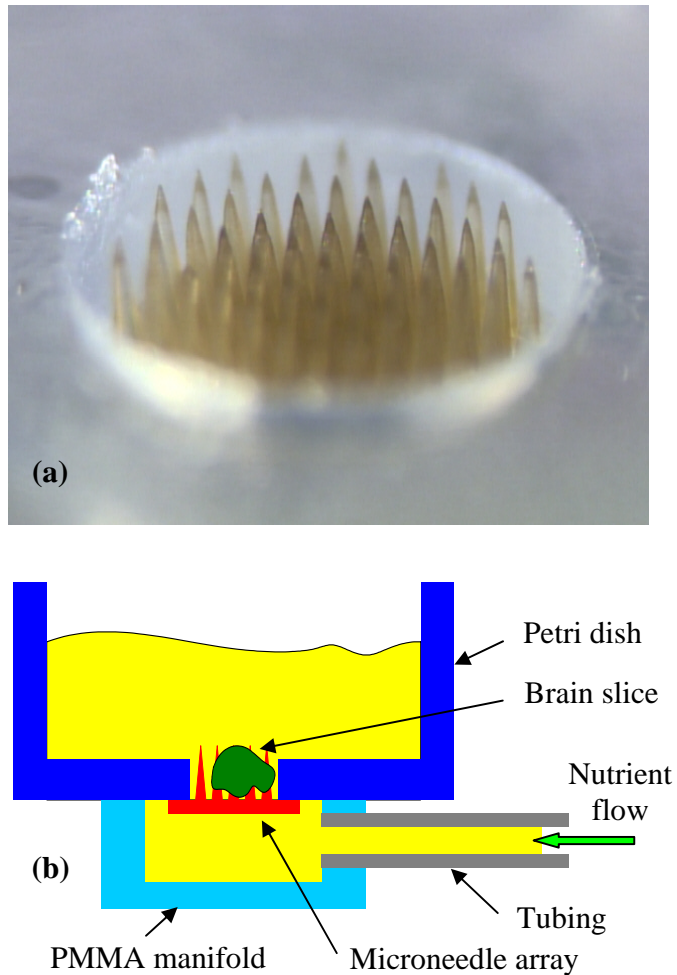 (a)
Petri dish
Brain slice
Nutrient
flow
(b)
Tubing
PMMA manifold
Microneedle array